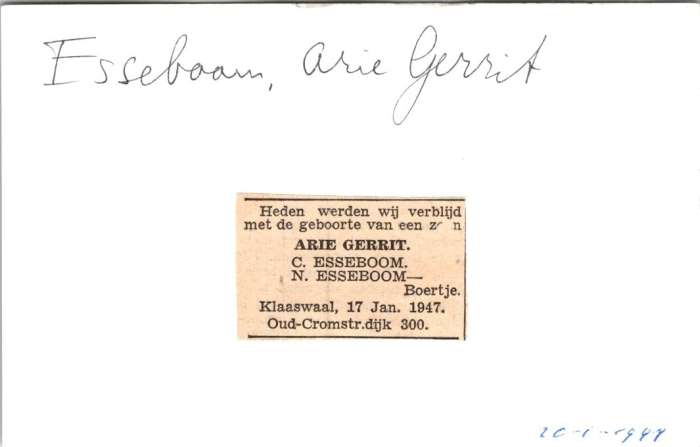 Esseboom, Arie Gerrit
Heden werden wij verblijd
met de geboorte van een zoon
ARIE GERRIT.
C. ESSEBOOM.
N. ESSEBOOM—
Boertje.
Klaaswaal, 17 Jan. 1947.
Oud-Cromstr.dijk 300.
20-1-1947